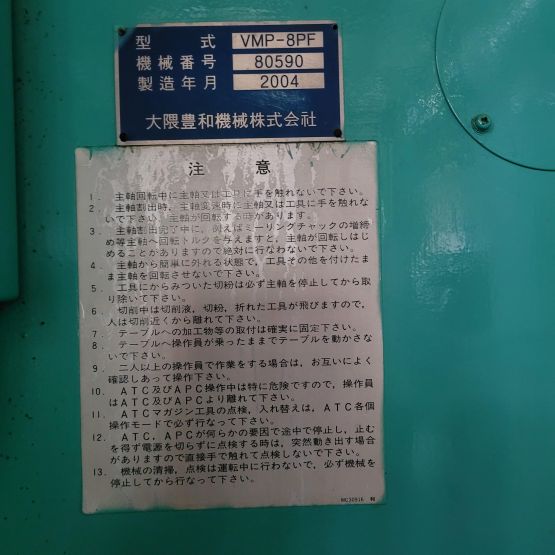 型式 VMP-8PF
機械番号 80590
製造年月 2004
大隈豊和機械株式会社
注意
1. 主軸回転中に主軸又は工具に手を触れないで下さい。
2. 主軸割出時，主軸変速時に主軸又は工具に手を触れな
いで下さい。主軸が回転する時があります。
3. 主軸割出完了中に，例えばミーリングチャックの増締
め等主軸へ回転トルクを与えますと，主軸が回転しはじ
めることがありますので絶対に行なわないで下さい。
4. 主軸から簡単に外れる状態で，工具その他を付けたま
ま主軸を回転させないで下さい。
5. 工具にからみついた切粉は必ず主軸を停止してから取
り除いて下さい。
6. 切削中は切削液，切粉，折れた工具が飛びますので，
人は切削近くから離れて下さい。
7. テーブルへの加工物等の取付は確実に固定下さい。
8. テーブルへ操作員が乗ったままでテーブルを動かさな
いで下さい。
9. 二人以上の操作員で作業をする場合は，お互いによく
確認しあって操作下さい。
10. ATC及びAPC操作中は特に危険ですので，操作員
はATC及びAPCより離れて下さい。
11. ATCマガジン工具の点検，入れ替えは，ATC各個
操作モードで必ず行なって下さい。
12. ATC，APCが何らかの要因で途中で停止し，止む
を得ず電源を切らずに点検する時は，突然動き出す場合
がありますので直接手で触れて点検しないで下さい。
13. 機械の清掃，点検は運転中に行わないで，必ず機械を
停止してから行なって下さい。
MC30916